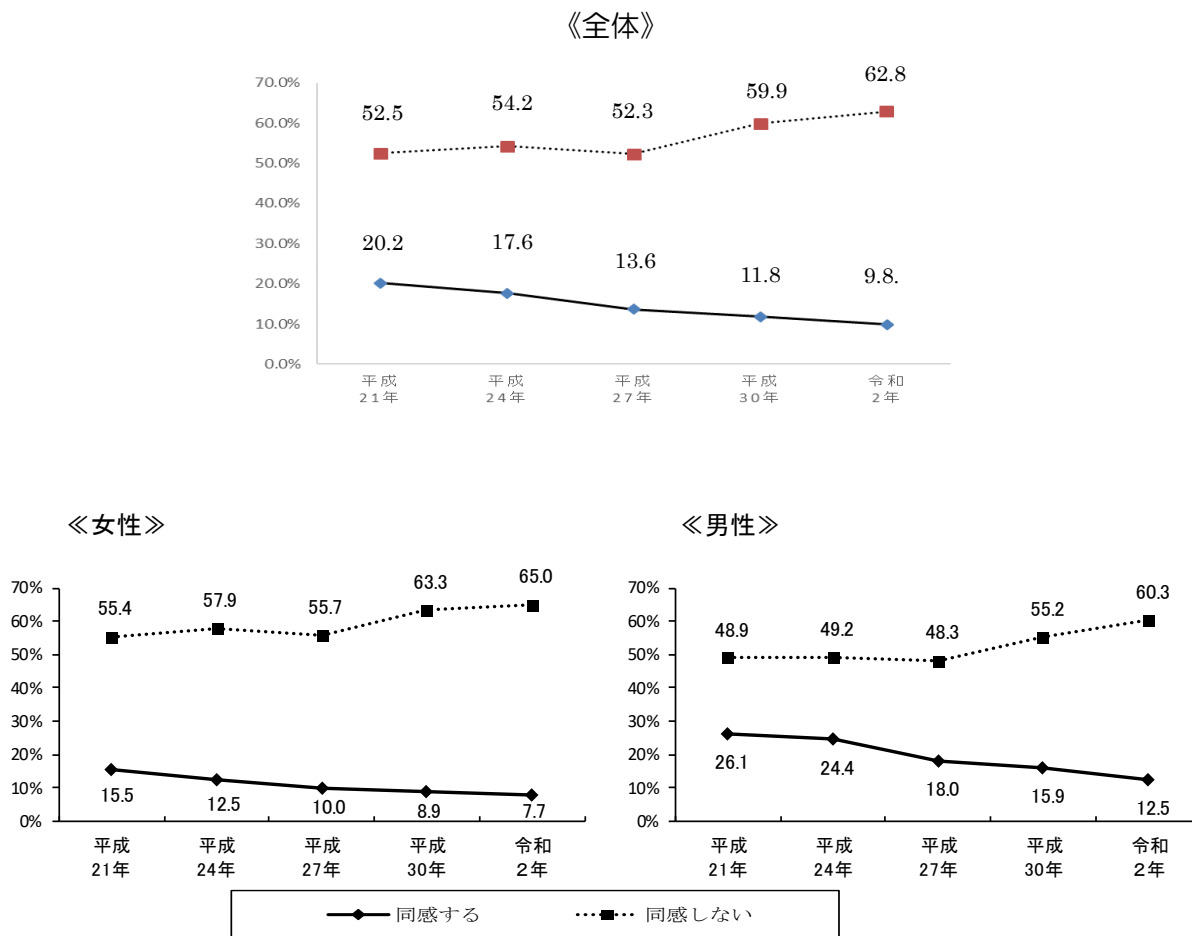 《全体》
70.0%
60.0%
50.0%
40.0%
30.0%
20.0%
10.0%
0.0%
52.5 54.2 52.3 59.9 62.8
20.2 17.6 13.6 11.8 9.8.
平成 平成 平成 平成 令和
21年 24年 27年 30年 2年
≪女性≫
70%
60%
50%
40%
30%
20%
10%
0%
55.4 57.9 55.7 63.3 65.0
15.5 12.5 10.0 8.9 7.7
平成 平成 平成 平成 令和
21年 24年 27年 30年 2年
≪男性≫
70%
60%
50%
40%
30%
20%
10%
0%
48.9 49.2 48.3 55.2 60.3
26.1 24.4 18.0 15.9 12.5
平成 平成 平成 平成 令和
21年 24年 27年 30年 2年
同感する 同感しない